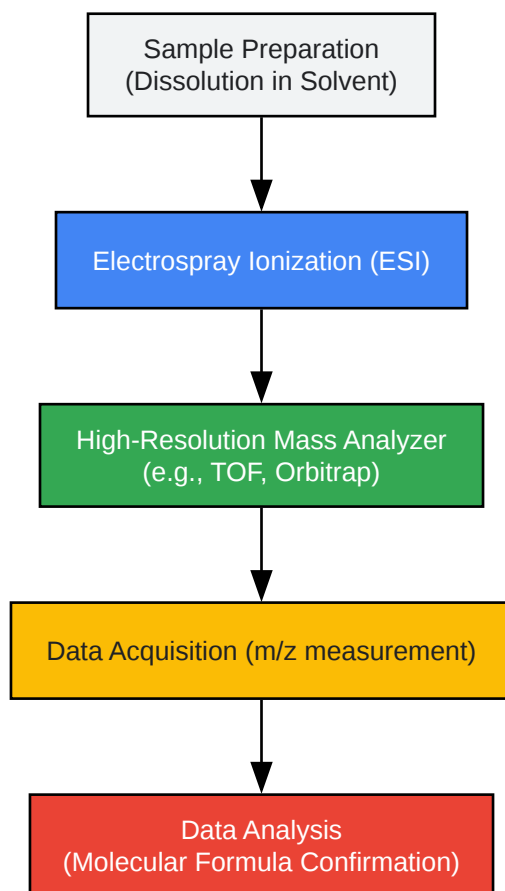 Sample Preparation
(Dissolution in Solvent)
Electrospray Ionization (ESI)
High-Resolution Mass Analyzer
(e.g., TOF, Orbitrap)
Data Acquisition (m/z measurement)
Data Analysis
(Molecular Formula Confirmation)